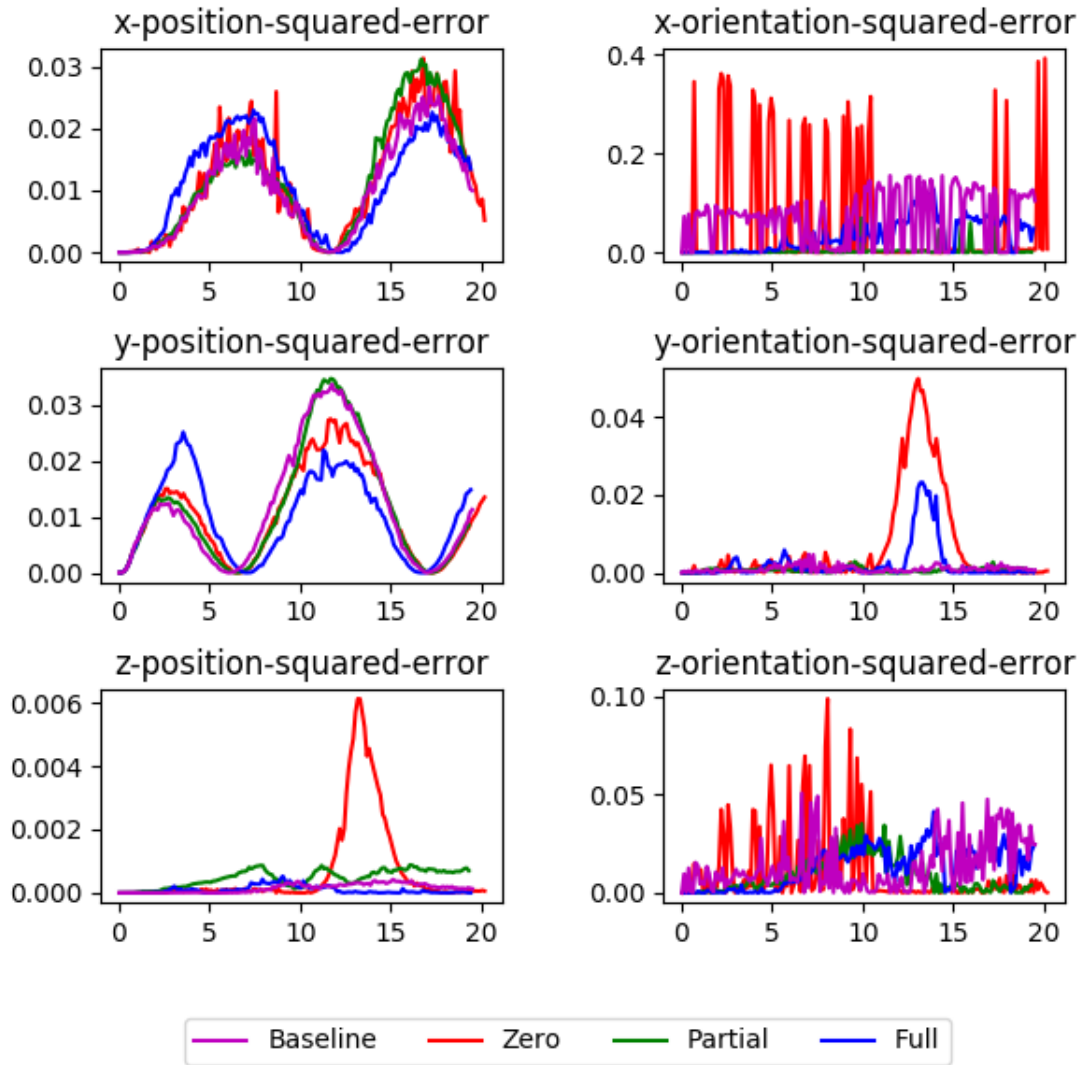 x-position-squared-error
x-orientation-squared-error
0.03
0.02
0.01
0.00
0 5 10 15 20
0.4
0.2
0.0
0 5 10 15 20
y-position-squared-error
y-orientation-squared-error
0.03
0.02
0.01
0.00
0 5 10 15 20
0.04
0.02
0.00
0 5 10 15 20
z-position-squared-error
z-orientation-squared-error
0.006
0.004
0.002
0.000
0 5 10 15 20
0.10
0.05
0.00
0 5 10 15 20
Baseline Zero Partial Full